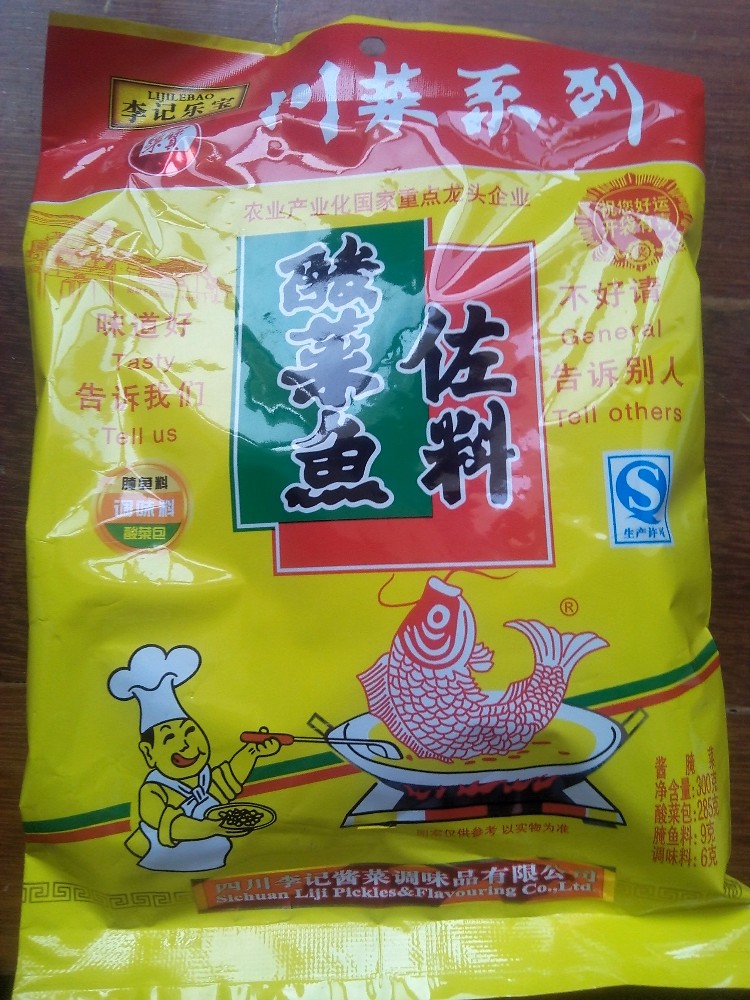 LIJILEBAO
李记乐宝
川菜系列
农业产业化国家重点龙头企业
祝您好运
开袋有喜
酸菜鱼
佐料
味道好
Tasty
告诉我们
Tell us
不好请
General
告诉别人
Tell others
腌鱼料
调味料
酸菜包
S
生产许可
®
酱腌菜
净含量:300克
酸菜包:285克
腌鱼料:9克
调味料:6克
图案仅供参考 以实物为准
四川李记酱菜调味品有限公司
Sichuan Liji Pickles&Flavouring Co.,Ltd.